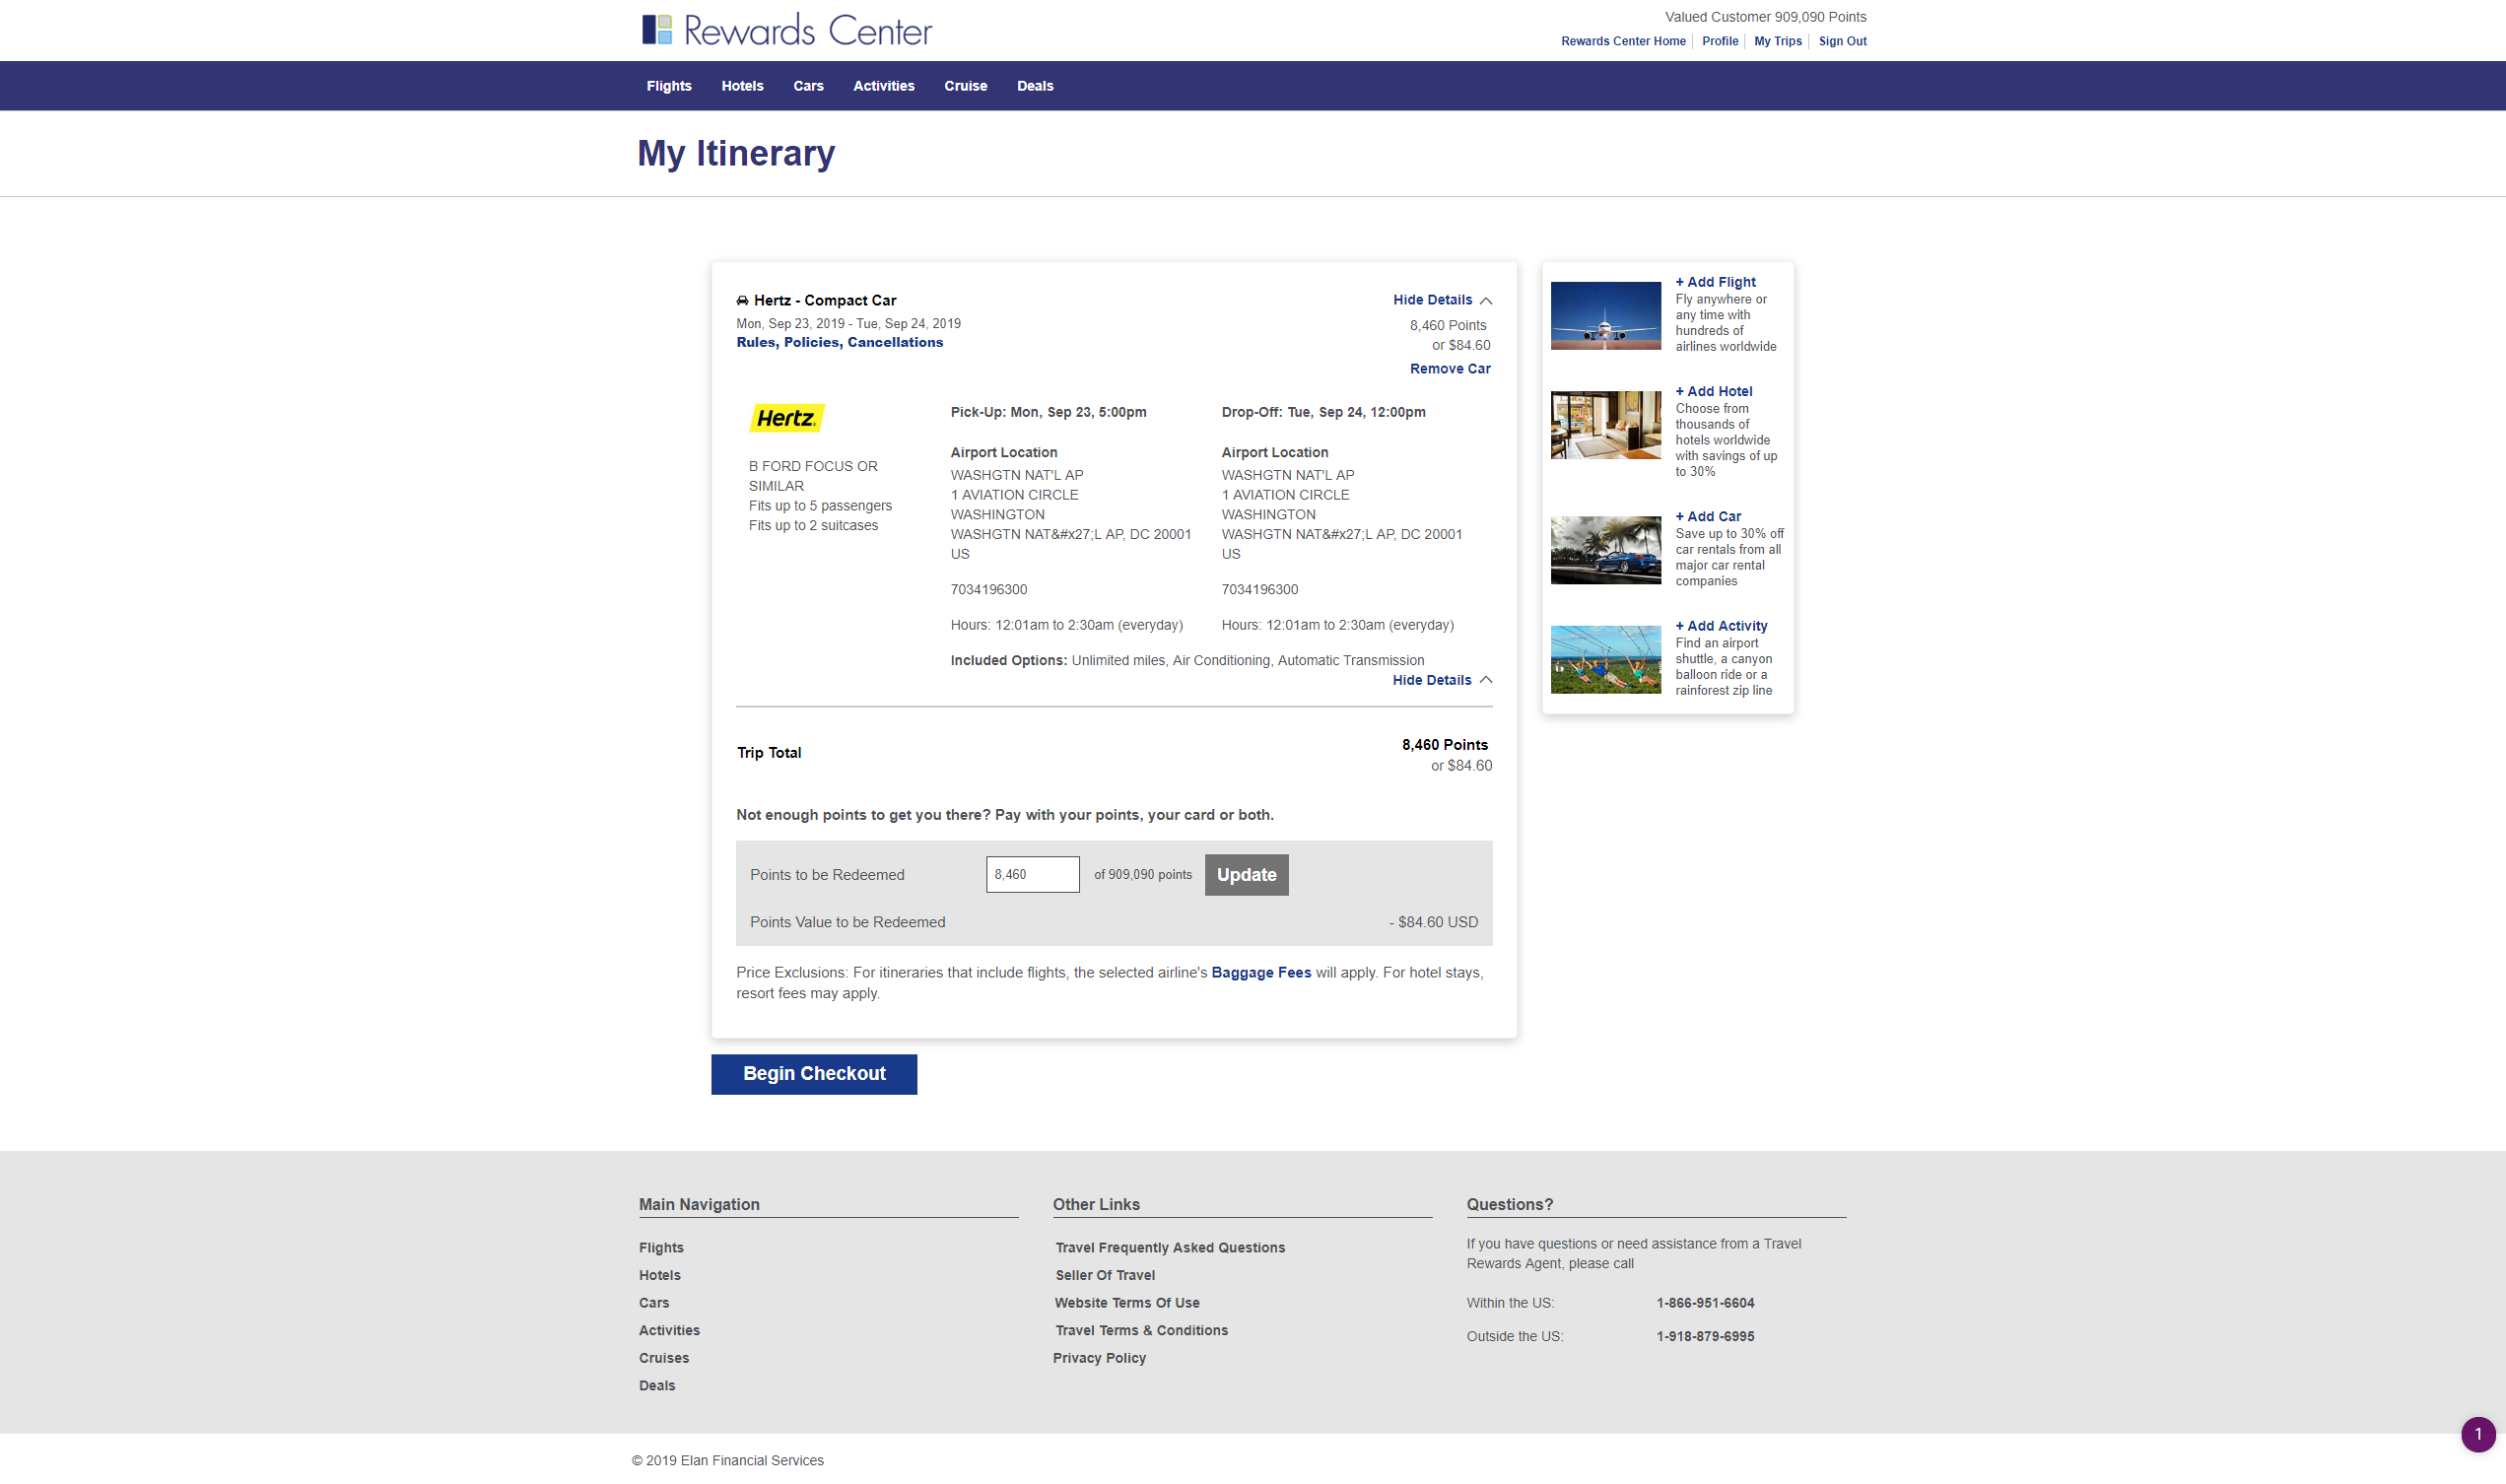 Rewards Center
Valued Customer 909,090 Points
Rewards Center Home
Profile
My Trips
Sign Out
Flights
Hotels
Cars
Activities
Cruise
Deals
My Itinerary
Hertz - Compact Car
Mon, Sep 23, 2019 - Tue, Sep 24, 2019
Rules, Policies, Cancellations
Hide Details
8,460 Points
or $84.60
Remove Car
Hertz.
B FORD FOCUS OR
SIMILAR
Fits up to 5 passengers
Fits up to 2 suitcases
Pick-Up: Mon, Sep 23, 5:00pm
Airport Location
WASHGTN NAT'L AP
1 AVIATION CIRCLE
WASHINGTON
WASHGTN NAT&#x27;L AP, DC 20001
US
7034196300
Hours: 12:01am to 2:30am (everyday)
Drop-Off: Tue, Sep 24, 12:00pm
Airport Location
WASHGTN NAT'L AP
1 AVIATION CIRCLE
WASHINGTON
WASHGTN NAT&#x27;L AP, DC 20001
US
7034196300
Hours: 12:01am to 2:30am (everyday)
Included Options: Unlimited miles, Air Conditioning, Automatic Transmission
Hide Details
Trip Total
8,460 Points
or $84.60
Not enough points to get you there? Pay with your points, your card or both.
Points to be Redeemed
8,460
of 909,090 points
Update
Points Value to be Redeemed
- $84.60 USD
Price Exclusions: For itineraries that include flights, the selected airline's Baggage Fees will apply. For hotel stays,
resort fees may apply.
Begin Checkout
+ Add Flight
Fly anywhere or
any time with
hundreds of
airlines worldwide
+ Add Hotel
Choose from
thousands of
hotels worldwide
with savings of up
to 30%
+ Add Car
Save up to 30% off
car rentals from all
major car rental
companies
+ Add Activity
Find an airport
shuttle, a canyon
balloon ride or a
rainforest zip line
Main Navigation
Flights
Hotels
Cars
Activities
Cruises
Deals
Other Links
Travel Frequently Asked Questions
Seller Of Travel
Website Terms Of Use
Travel Terms & Conditions
Privacy Policy
Questions?
If you have questions or need assistance from a Travel
Rewards Agent, please call
Within the US:
1-866-951-6604
Outside the US:
1-918-879-6995
1
© 2019 Elan Financial Services